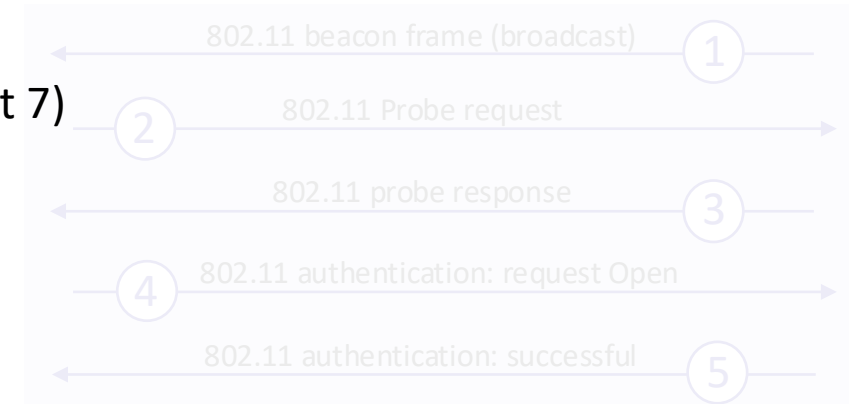 802.11 beacon frame (broadcast)
1
t 7)
802.11 Probe request
2
802.11 probe response
3
802.11 authentication: request Open
4
802.11 authentication: successful
5